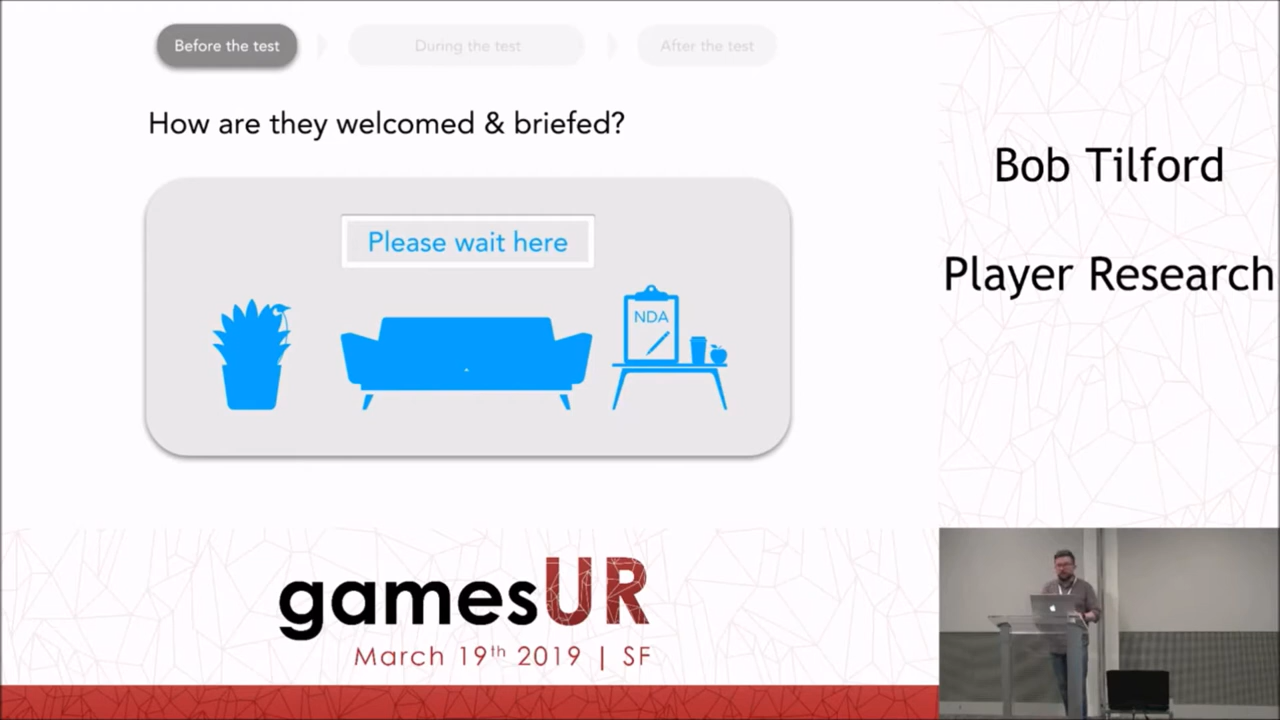 Before the test
During the test
After the test
How are they welcomed & briefed?
Please wait here
NDA
Bob Tilford
Player Research
gamesUR
March 19th 2019 | SF